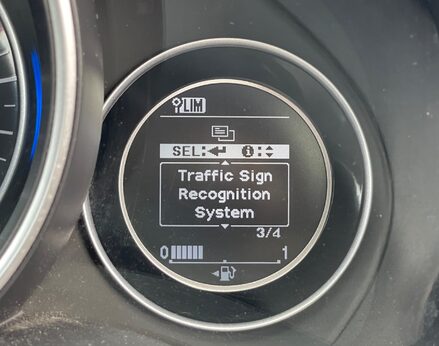 LIM
SEL:↵ i:
Traffic Sign
Recognition
System
3/4
0 1